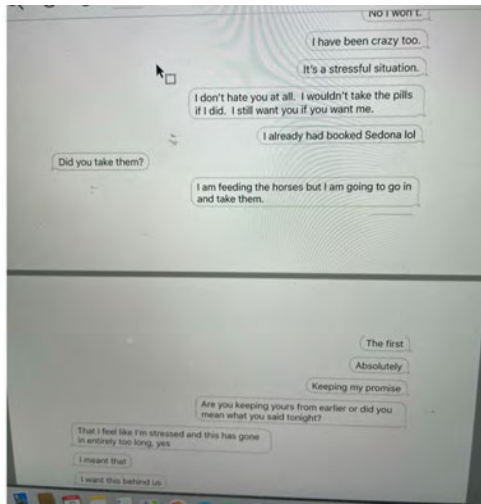 No I won't.
I have been crazy too.
It's a stressful situation.
I don't hate you at all. I wouldn't take the pills
if I did. I still want you if you want me.
I already had booked Sedona lol
Did you take them?
I am feeding the horses but I am going to go in
and take them.
The first
Absolutely
Keeping my promise
Are you keeping yours from earlier or did you
mean what you said tonight?
That I feel like I'm stressed and this has gone
in entirely too long, yes
I meant that
I want this behind us